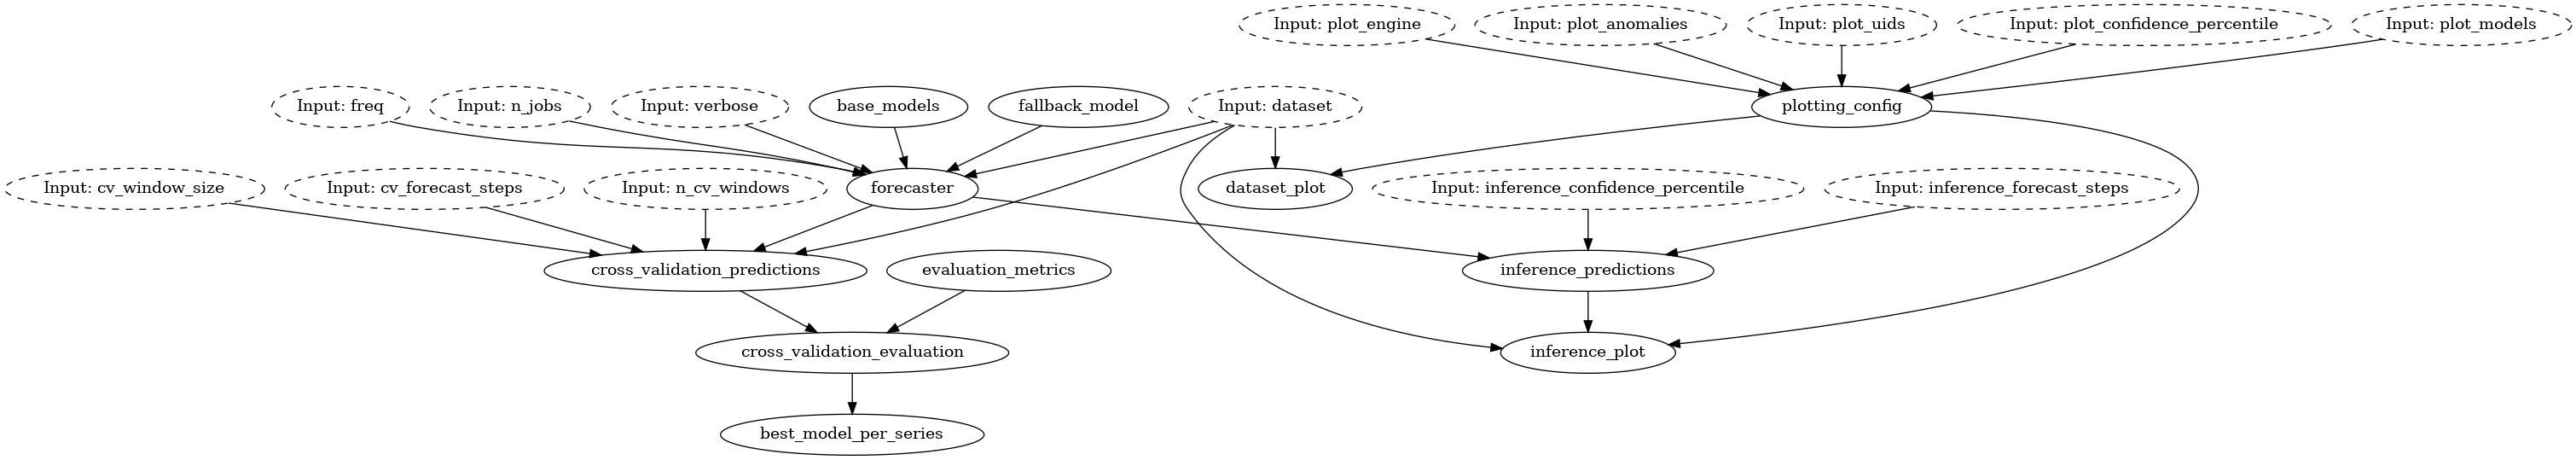 Input: plot_engine
Input: plot_anomalies
Input: plot_uids
Input: plot_confidence_percentile
Input: plot_models
Input: freq
Input: n_jobs
Input: verbose
base_models
fallback_model
Input: dataset
plotting_config
Input: cv_window_size
Input: cv_forecast_steps
Input: n_cv_windows
forecaster
dataset_plot
Input: inference_confidence_percentile
Input: inference_forecast_steps
cross_validation_predictions
evaluation_metrics
inference_predictions
cross_validation_evaluation
inference_plot
best_model_per_series